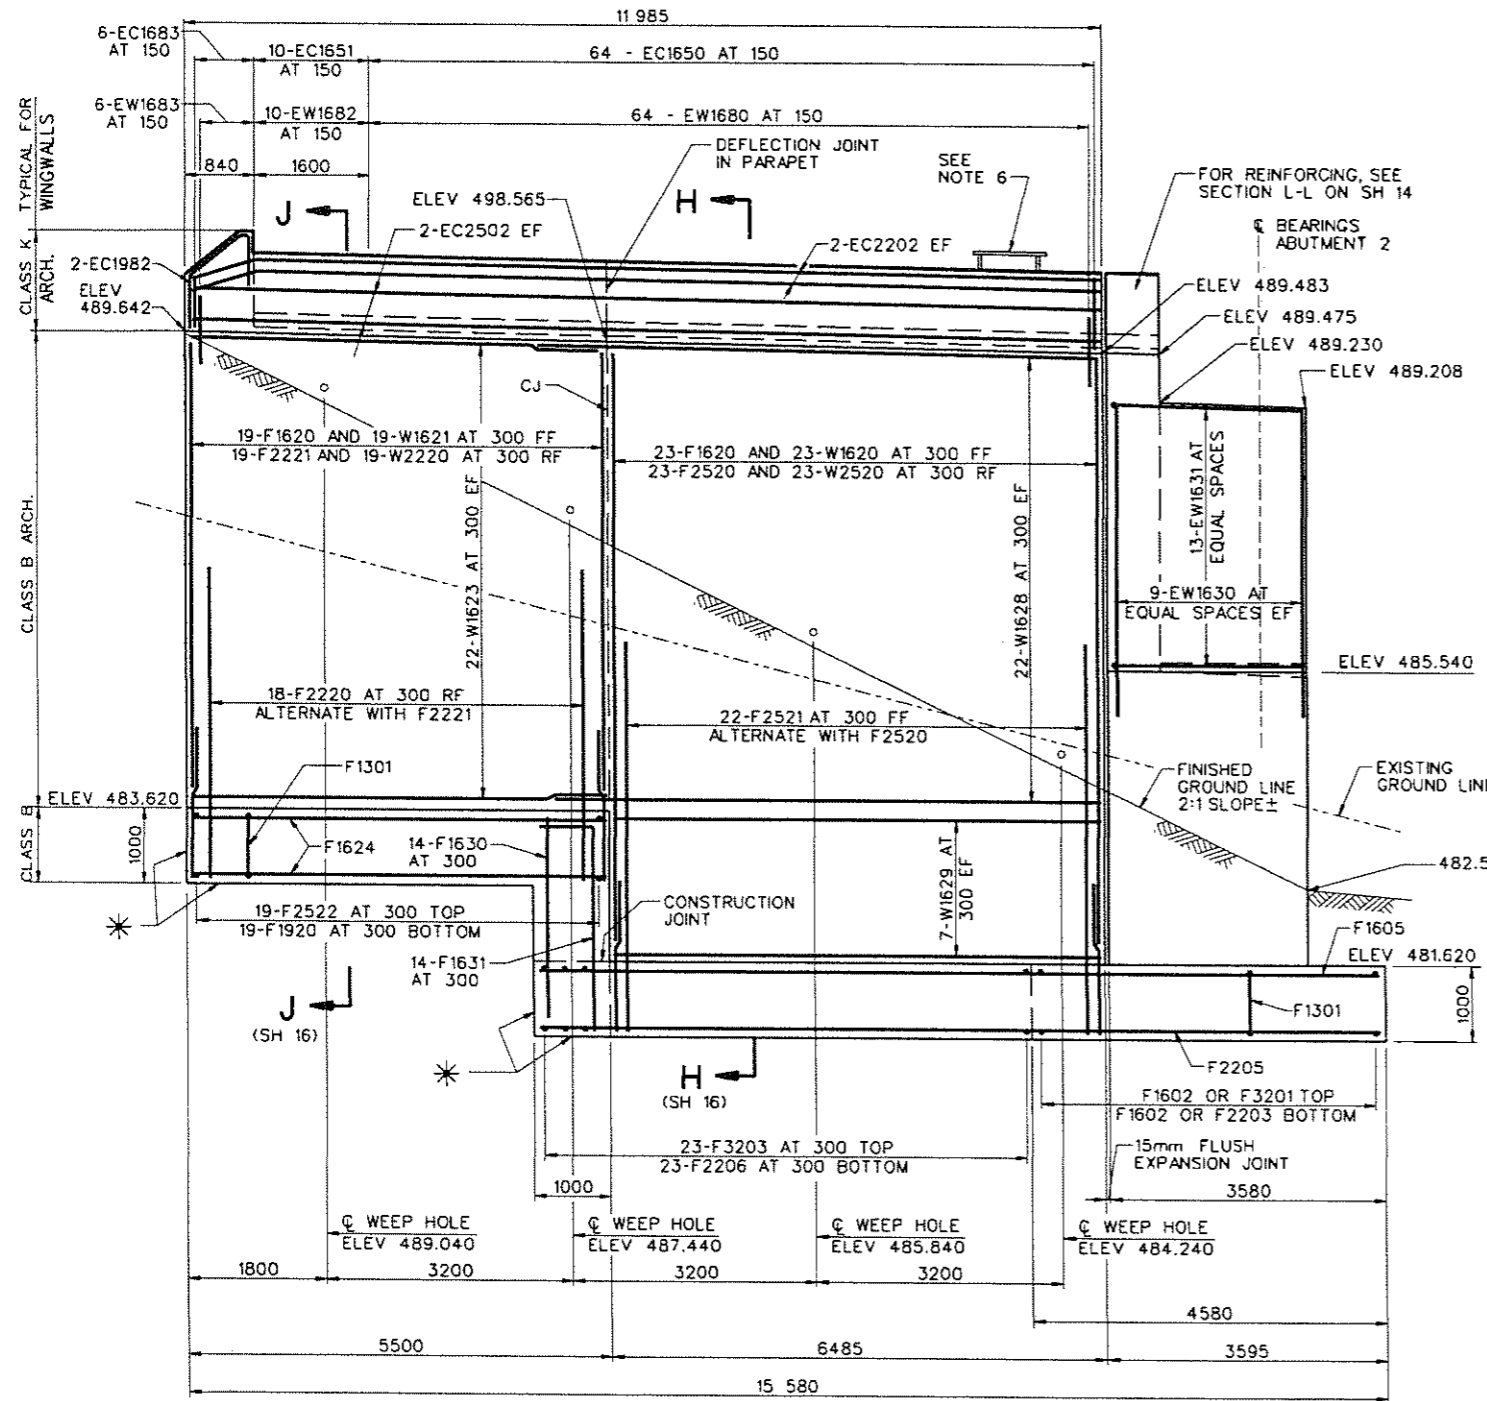 11 985
6-EC1683
AT 150
10-EC1651
AT 150
64 - EC1650 AT 150
6-EW1683
AT 150
10-EW1682
AT 150
64 - EW1680 AT 150
840
1600
DEFLECTION JOINT
IN PARAPET
SEE
NOTE 6
FOR REINFORCING, SEE
SECTION L-L ON SH 14
CLASS K TYPICAL FOR
ARCH. WINGWALLS
J
ELEV 498.565
H
2-EC2502 EF
2-EC2202 EF
℄ BEARINGS
ABUTMENT 2
2-EC1982
ELEV
489.642
ELEV 489.483
ELEV 489.475
ELEV 489.230
ELEV 489.208
CJ
19-F1620 AND 19-W1621 AT 300 FF
19-F2221 AND 19-W2220 AT 300 RF
23-F1620 AND 23-W1620 AT 300 FF
23-F2520 AND 23-W2520 AT 300 RF
22-W1623 AT 300 EF
22-W1628 AT 300 EF
13-EW1631 AT
EQUAL SPACES
9-EW1630 AT
EQUAL SPACES EF
CLASS B ARCH.
ELEV 485.540
18-F2220 AT 300 RF
ALTERNATE WITH F2221
22-F2521 AT 300 FF
ALTERNATE WITH F2520
F1301
FINISHED
GROUND LINE
2:1 SLOPE±
EXISTING
GROUND LINE
ELEV 483.620
CLASS B
1000
F1624
14-F1630
AT 300
7-W1629 AT
300 EF
482.5
19-F2522 AT 300 TOP
19-F1920 AT 300 BOTTOM
CONSTRUCTION
JOINT
F1605
ELEV 481.620
14-F1631
AT 300
J
(SH 16)
F1301
1000
H
(SH 16)
F2205
F1602 OR F3201 TOP
F1602 OR F2203 BOTTOM
23-F3203 AT 300 TOP
23-F2206 AT 300 BOTTOM
15mm FLUSH
EXPANSION JOINT
1000
3580
℄ WEEP HOLE
ELEV 489.040
℄ WEEP HOLE
ELEV 487.440
℄ WEEP HOLE
ELEV 485.840
℄ WEEP HOLE
ELEV 484.240
1800
3200
3200
3200
4580
5500
6485
3595
15 580